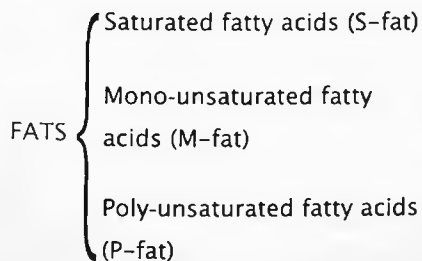 Saturated fatty acids (S-fat)
Mono-unsaturated fatty
FATS
acids (M-fat)
Poly-unsaturated fatty acids
(P-fat)